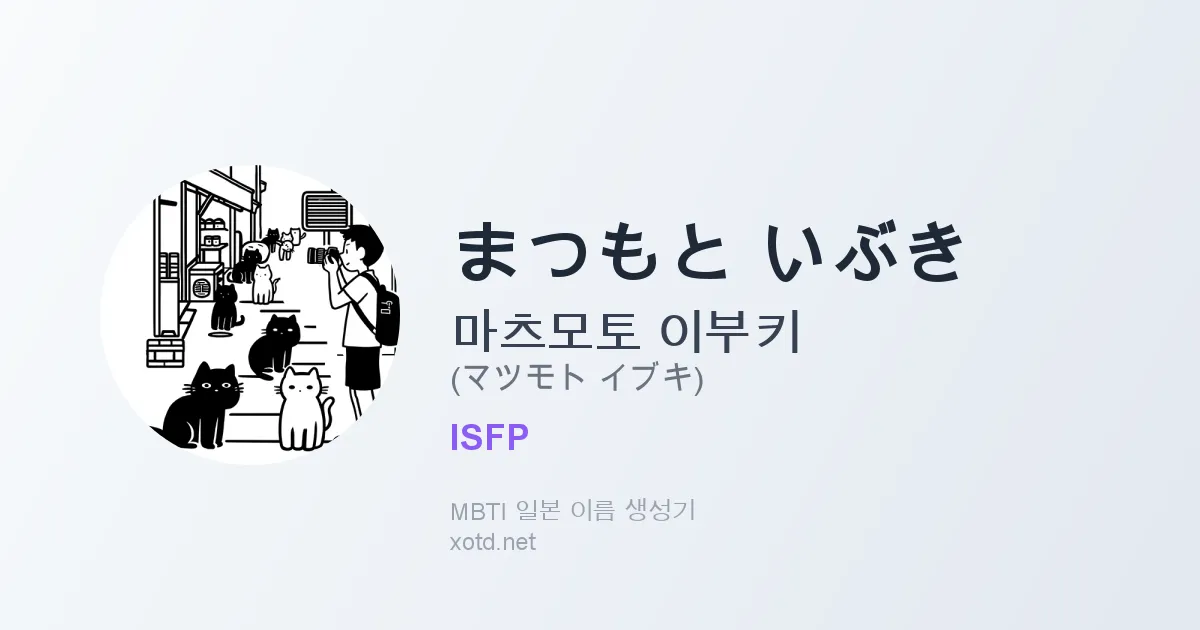 まつもと いぶき
마츠모토 이부키
(マツモト イブキ)
ISFP
MBTI 일본 이름 생성기
xotd.net